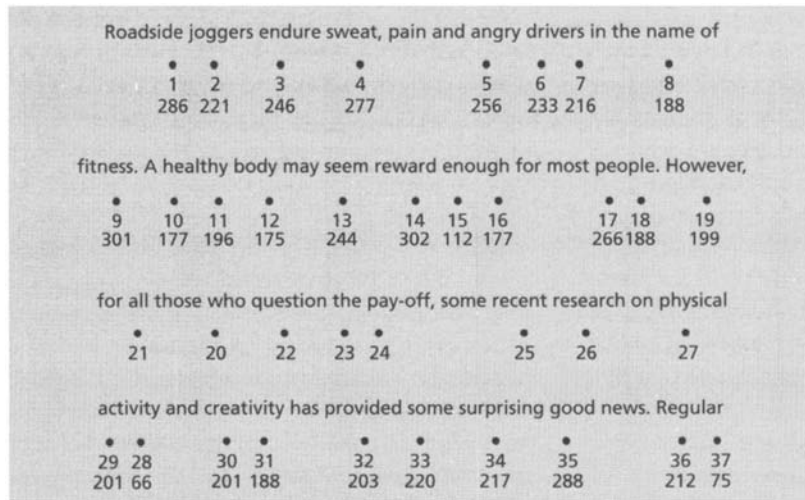 Roadside joggers endure sweat, pain and angry drivers in the name of
1 2 3 4 5 6 7 8
286 221 246 277 256 233 216 188
fitness. A healthy body may seem reward enough for most people. However,
9 10 11 12 13 14 15 16 17 18 19
301 177 196 175 244 302 112 177 266 188 199
for all those who question the pay-off, some recent research on physical
21 20 22 23 24 25 26 27
activity and creativity has provided some surprising good news. Regular
29 28 30 31 32 33 34 35 36 37
201 66 201 188 203 220 217 288 212 75